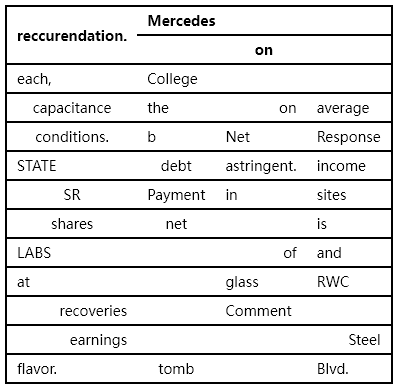 reccurendation. Mercedes
on
each, College
capacitance the on average
conditions. b Net Response
STATE debt astringent. income
SR Payment in sites
shares net is
LABS of and
at glass RWC
recoveries Comment
earnings Steel
flavor. tomb Blvd.